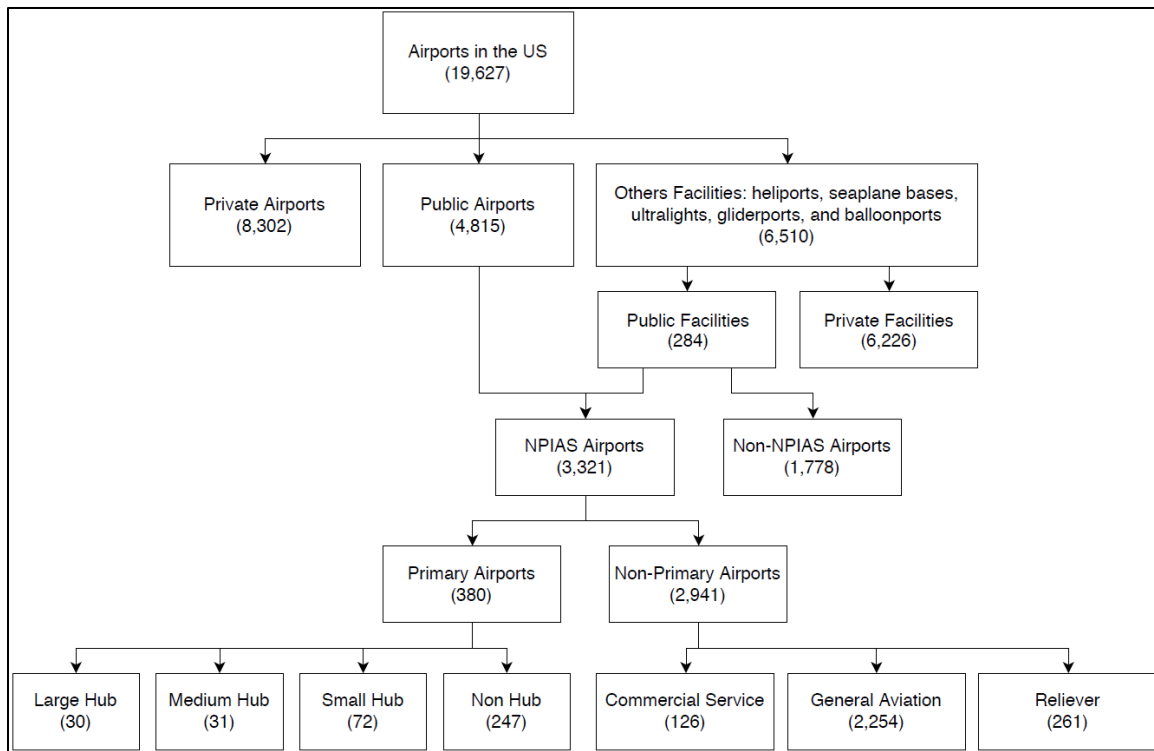 Airports in the US
(19,627)
Private Airports
(8,302)
Public Airports
(4,815)
Others Facilities: heliports, seaplane bases,
ultralights, gliderports, and balloonports
(6,510)
Public Facilities
(284)
Private Facilities
(6,226)
NPIAS Airports
(3,321)
Non-NPIAS Airports
(1,778)
Primary Airports
(380)
Non-Primary Airports
(2,941)
Large Hub
(30)
Medium Hub
(31)
Small Hub
(72)
Non Hub
(247)
Commercial Service
(126)
General Aviation
(2,254)
Reliever
(261)